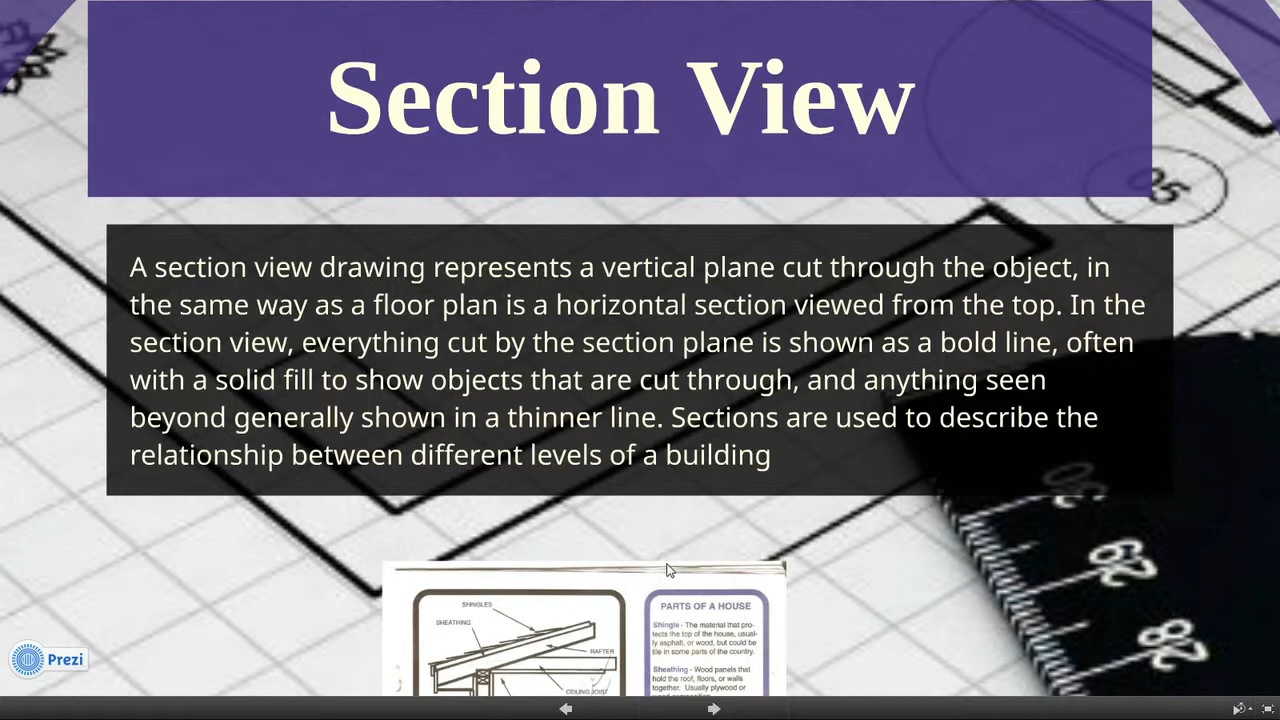 Section View
05
A section view drawing represents a vertical plane cut through the object, in
the same way as a floor plan is a horizontal section viewed from the top. In the
section view, everything cut by the section plane is shown as a bold line, often
with a solid fill to show objects that are cut through, and anything seen
beyond generally shown in a thinner line. Sections are used to describe the
relationship between different levels of a building
30
29
28
SHINGLES
SHEATHING
RAFTER
CEILING JOIST
PARTS OF A HOUSE
Shingle - The material that pro-
tects the top of the house, usual-
ly asphalt, or wood, but could be
tile in some parts of the country.
Sheathing - Wood panels that
hold the roof, floors, or walls
together. Usually plywood or
Prezi